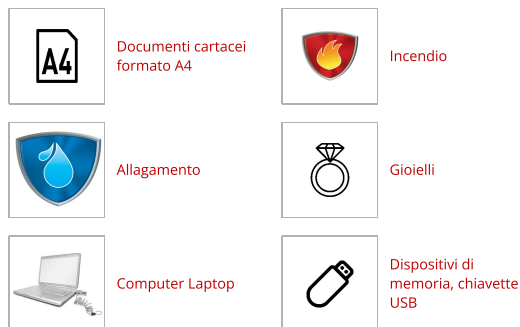 A4
Documenti cartacei
formato A4
Incendio
Allagamento
Gioielli
Computer Laptop
Dispositivi di
memoria, chiavette
USB